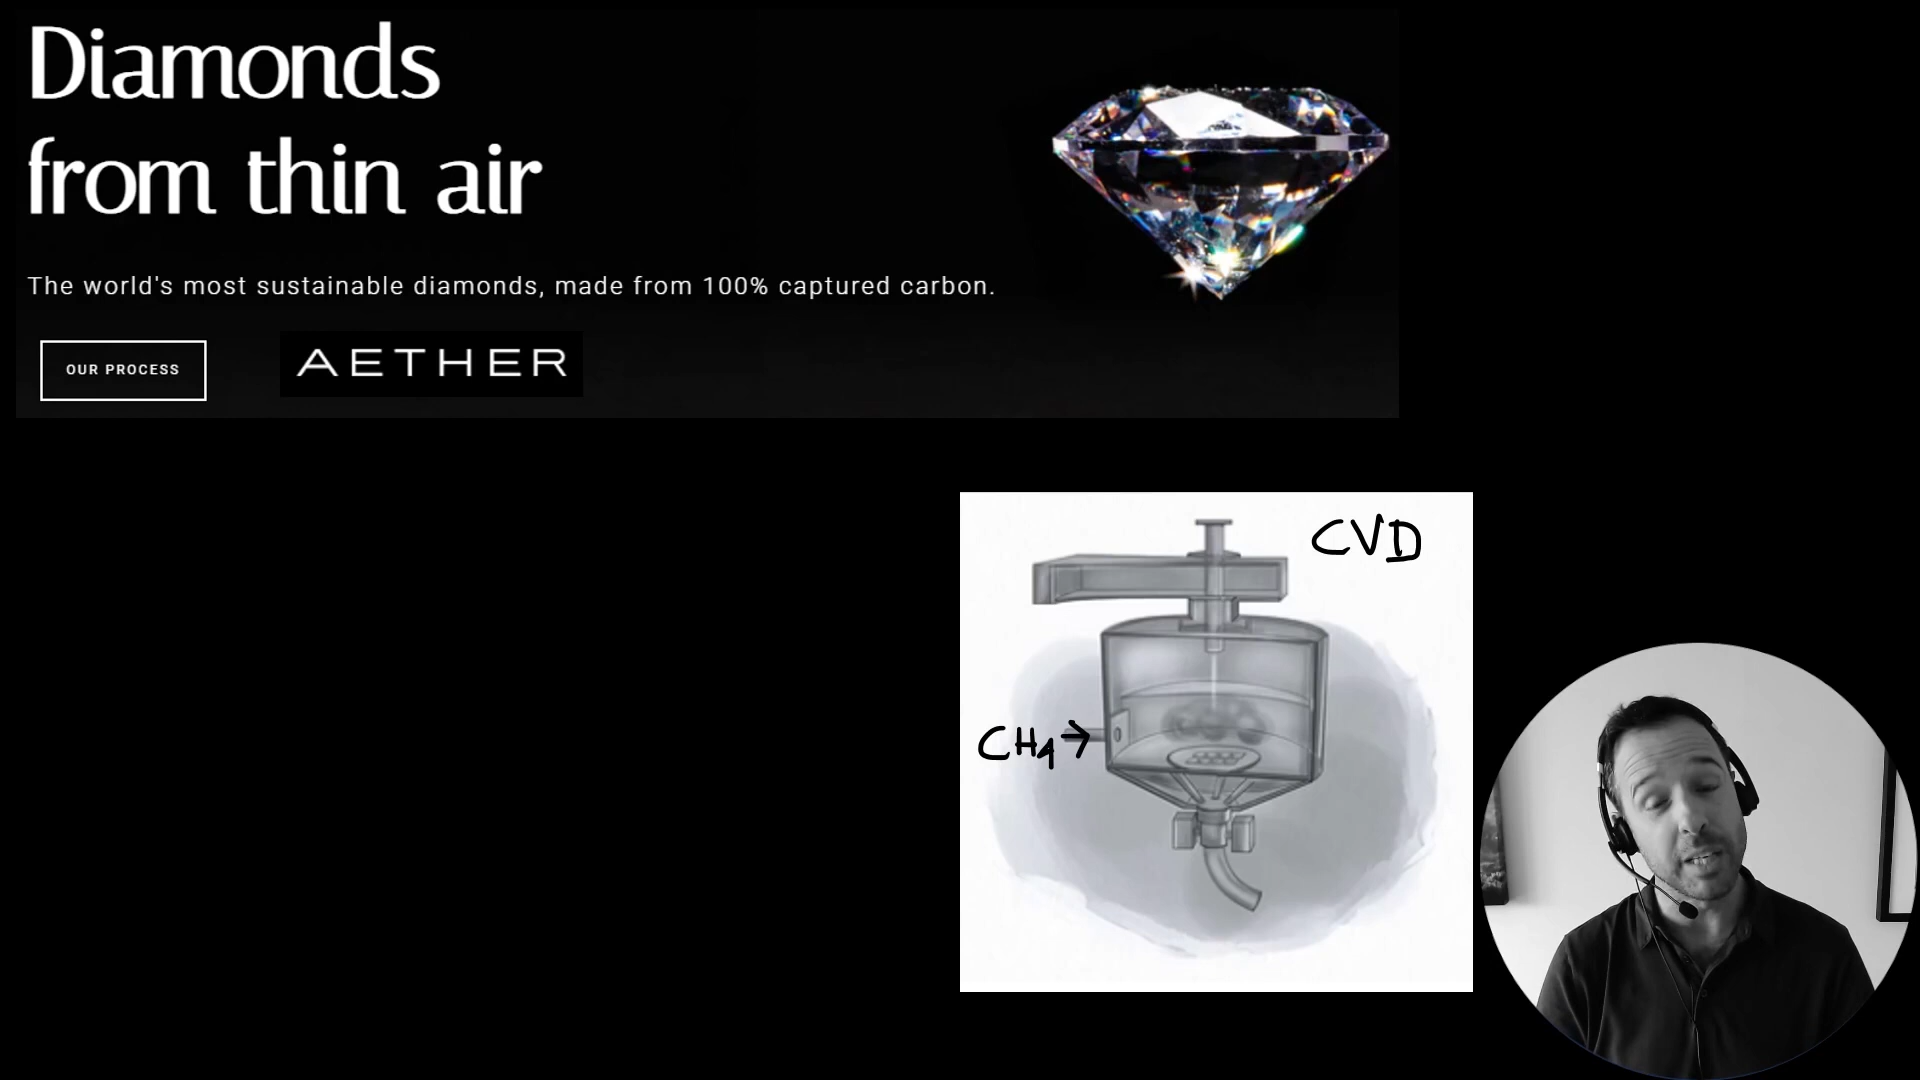 Diamonds
from thin air
The world's most sustainable diamonds, made from 100% captured carbon.
OUR PROCESS
AETHER
CVD
CH4→